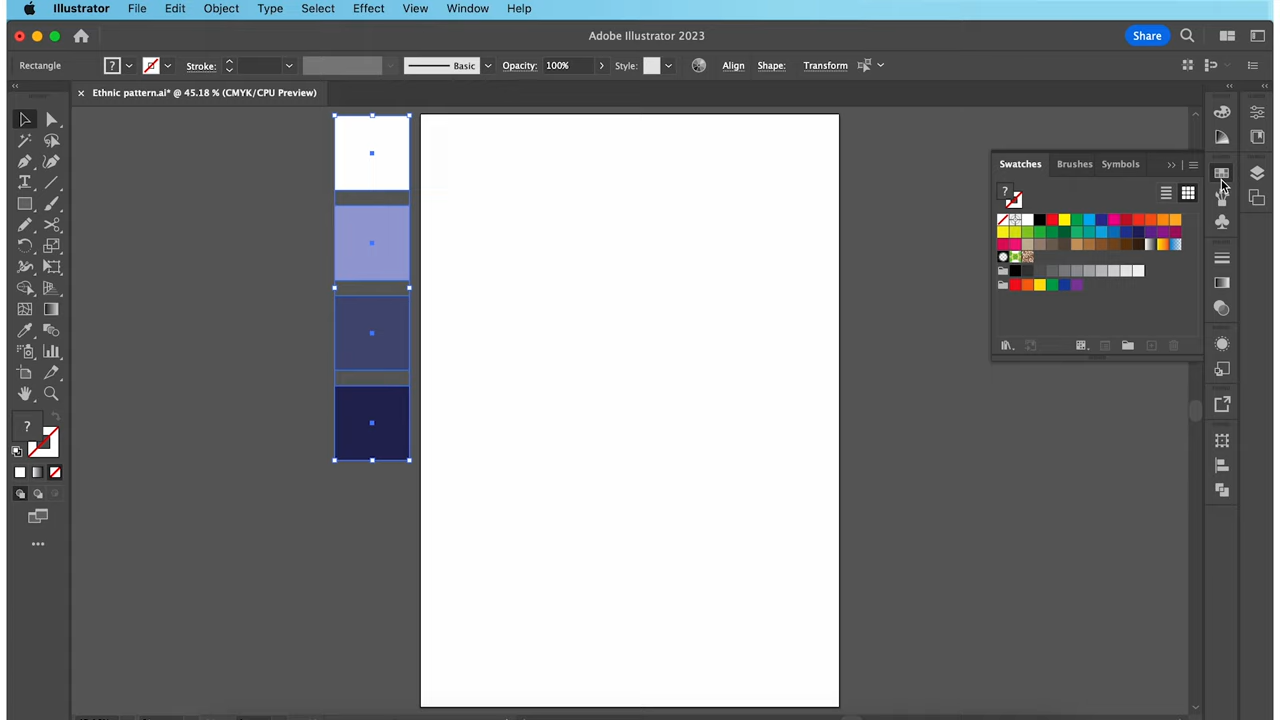 Illustrator File Edit Object Type Select Effect View Window Help
Adobe Illustrator 2023
Share
Rectangle ? Stroke: Basic Opacity: 100% Style: Align Shape: Transform
× Ethnic pattern.ai* @ 45.18 % (CMYK/CPU Preview)
Swatches Brushes Symbols
?
?